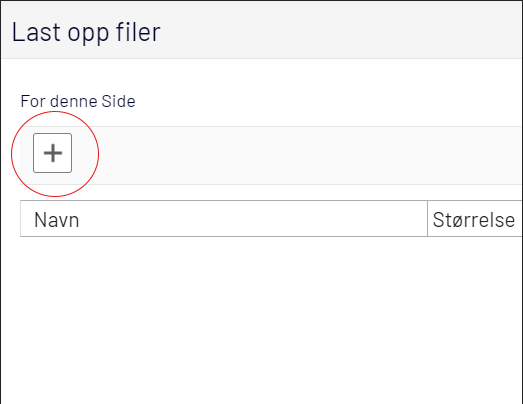 Last opp filer
For denne Side
Navn
Størrelse